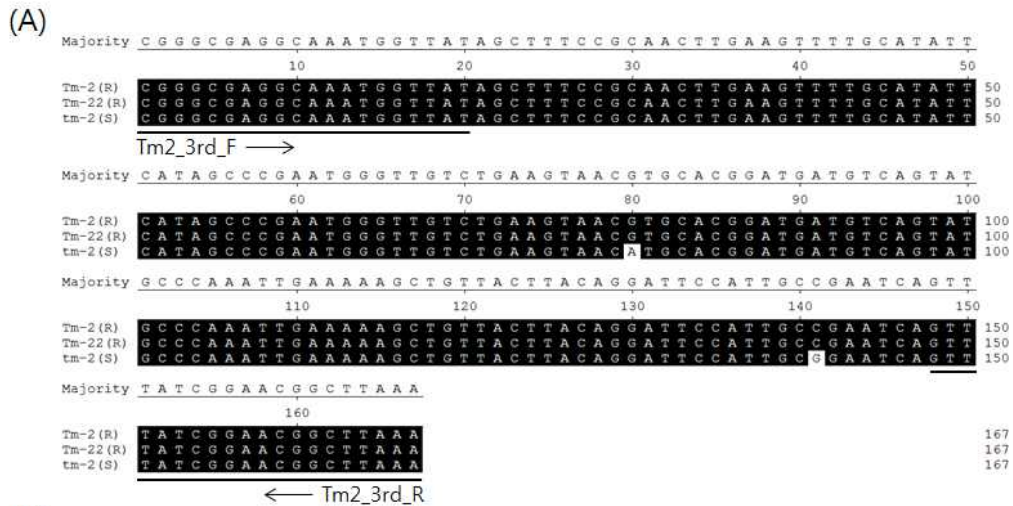 (A)
Majority C G G G C G A G G C A A A T G G T T A T A G C T T T C C G C A A C T T G A A G T T T T G C A T A T T
10 20 30 40 50
Tm-2(R) C G G G C G A G G C A A A T G G T T A T A G C T T T C C G C A A C T T G A A G T T T T G C A T A T T 50
Tm-22(R) C G G G C G A G G C A A A T G G T T A T A G C T T T C C G C A A C T T G A A G T T T T G C A T A T T 50
tm-2(S) C G G G C G A G G C A A A T G G T T A T A G C T T T C C G C A A C T T G A A G T T T T G C A T A T T 50
Tm2_3rd_F →
Majority C A T A G C C C G A A T G G G T T G T C T G A A G T A A C G T G C A C G G A T G A T G T C A G T A T
60 70 80 90 100
Tm-2(R) C A T A G C C C G A A T G G G T T G T C T G A A G T A A C G T G C A C G G A T G A T G T C A G T A T 100
Tm-22(R) C A T A G C C C G A A T G G G T T G T C T G A A G T A A C G T G C A C G G A T G A T G T C A G T A T 100
tm-2(S) C A T A G C C C G A A T G G G T T G T C T G A A G T A A C A T G C A C G G A T G A T G T C A G T A T 100
Majority G C C C A A A T T G A A A A A G C T G T T A C T T A C A G G A T T C C A T T G C C G A A T C A G T T
110 120 130 140 150
Tm-2(R) G C C C A A A T T G A A A A A G C T G T T A C T T A C A G G A T T C C A T T G C C G A A T C A G T T 150
Tm-22(R) G C C C A A A T T G A A A A A G C T G T T A C T T A C A G G A T T C C A T T G C C G A A T C A G T T 150
tm-2(S) G C C C A A A T T G A A A A A G C T G T T A C T T A C A G G A T T C C A T T G C G G A A T C A G T T 150
Majority T A T C G G A A C G G C T T A A A
160
Tm-2(R) T A T C G G A A C G G C T T A A A 167
Tm-22(R) T A T C G G A A C G G C T T A A A 167
tm-2(S) T A T C G G A A C G G C T T A A A 167
← Tm2_3rd_R